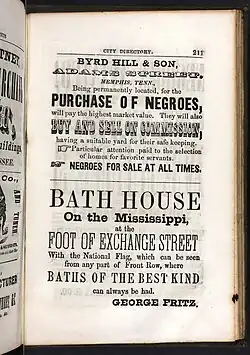 CITY DIRECTORY. 211
BYRD HILL & SON,
ADAMS STREET,
MEMPHIS, TENN.,
Being permanently located, for the
PURCHASE OF NEGROES,
will pay the highest market value. They will also
BUY AND SELL ON COMMISSION,
having a suitable yard for their safe keeping.
☞ Particular attention paid to the selection
of homes for favorite servants.
☞ NEGROES FOR SALE AT ALL TIMES.
BATH HOUSE
On the Mississippi,
at the
FOOT OF EXCHANGE STREET
With the National Flag, which can be seen
from any part of Front Row, where
BATHS OF THE BEST KIND
can always be had.
GEORGE FRITZ.